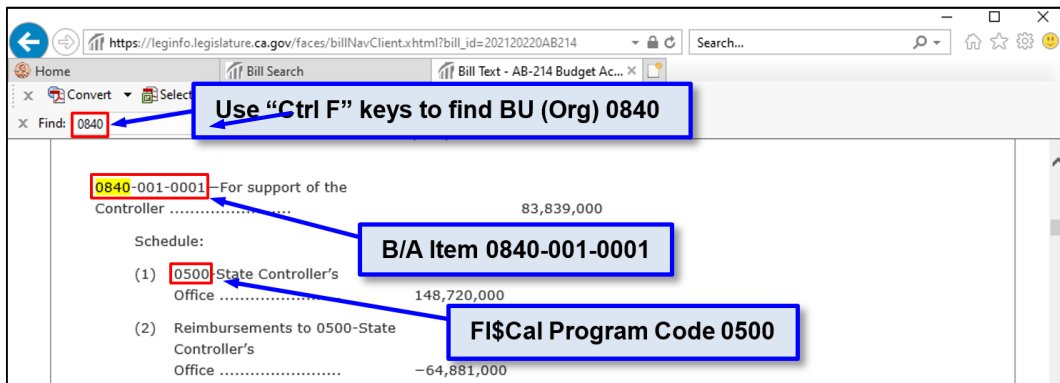 https://leginfo.legislature.ca.gov/faces/billNavClient.xhtml?bill_id=202120220AB214
Search...
Home
Bill Search
Bill Text - AB-214 Budget Ac...
Convert
Select
Find: 0840
Use “Ctrl F” keys to find BU (Org) 0840
0840-001-0001—For support of the
Controller ........................ 83,839,000
B/A Item 0840-001-0001
Schedule:
(1) 0500-State Controller’s
Office ........................ 148,720,000
FI$Cal Program Code 0500
(2) Reimbursements to 0500-State
Controller’s
Office ........................ −64,881,000